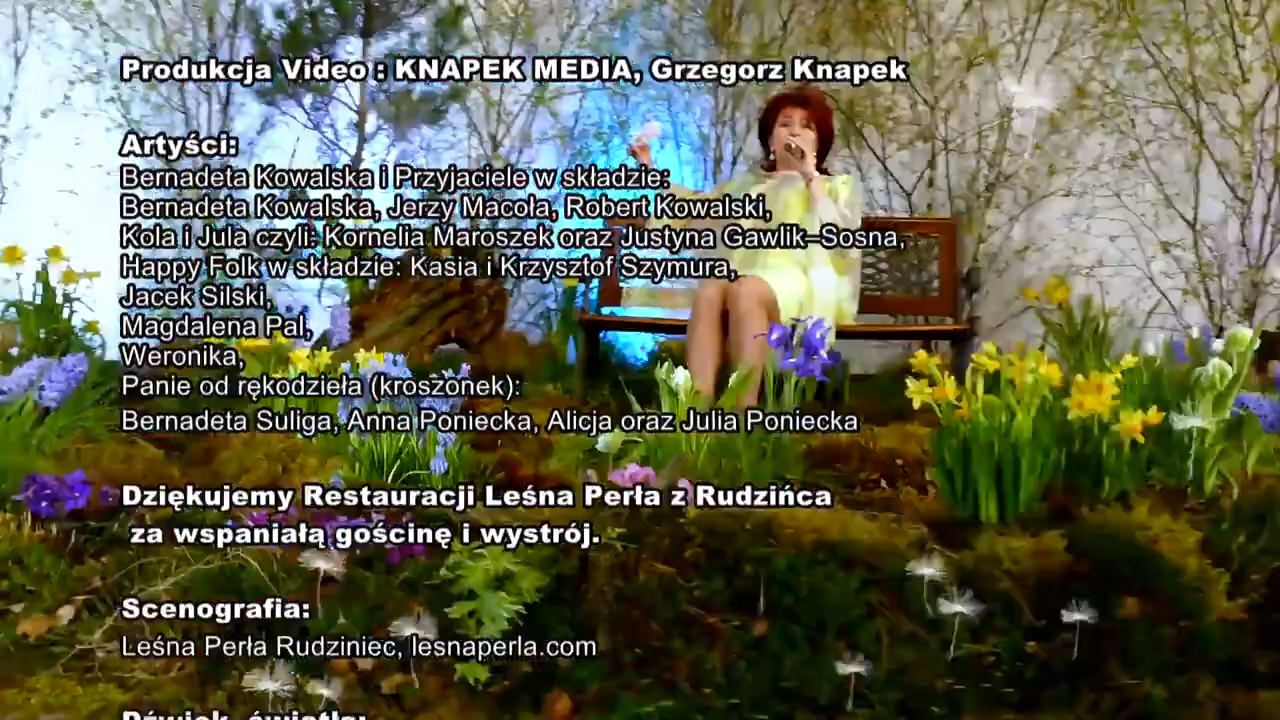 Produkcja Video : KNAPEK MEDIA, Grzegorz Knapek
Artyści:
Bernadeta Kowalska i Przyjaciele w składzie:
Bernadeta Kowalska, Jerzy Macoła, Robert Kowalski,
Kola i Jula czyli: Kornelia Maroszek oraz Justyna Gawlik–Sosna,
Happy Folk w składzie: Kasia i Krzysztof Szymura,
Jacek Silski,
Magdalena Pal,
Weronika,
Panie od rękodzieła (kroszonek):
Bernadeta Suliga, Anna Poniecka, Alicja oraz Julia Poniecka
Dziękujemy Restauracji Leśna Perła z Rudzińca
za wspaniałą gościnę i wystrój.
Scenografia:
Leśna Perła Rudziniec, lesnaperla.com
Dźwięk, światła: